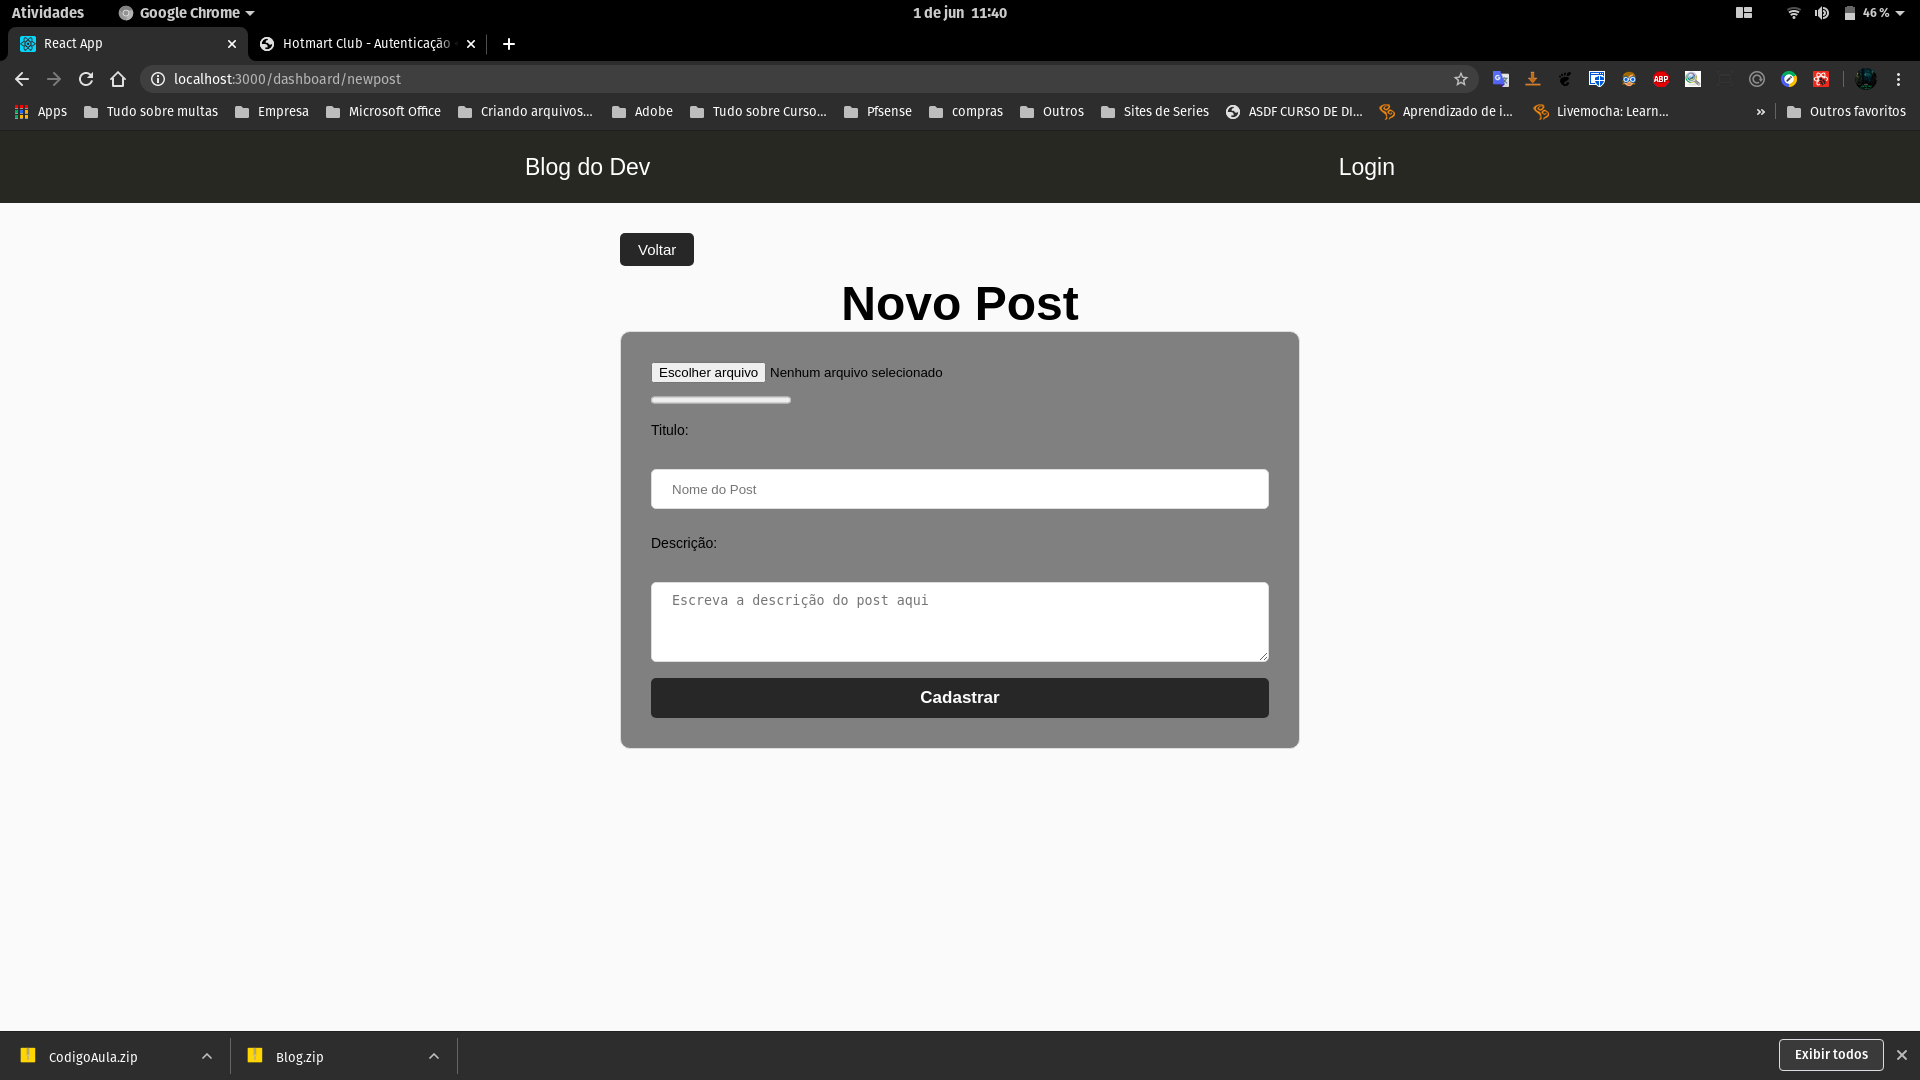 Atividades Google Chrome 1 de jun 11:40 46 %
React App Hotmart Club - Autenticação
localhost:3000/dashboard/newpost
Apps Tudo sobre multas Empresa Microsoft Office Criando arquivos... Adobe Tudo sobre Curso... Pfsense compras Outros Sites de Series ASDF CURSO DE DI... Aprendizado de i... Livemocha: Learn... » Outros favoritos
Blog do Dev Login
Voltar
Novo Post
Escolher arquivo Nenhum arquivo selecionado
Titulo:
Nome do Post
Descrição:
Escreva a descrição do post aqui
Cadastrar
CodigoAula.zip Blog.zip Exibir todos